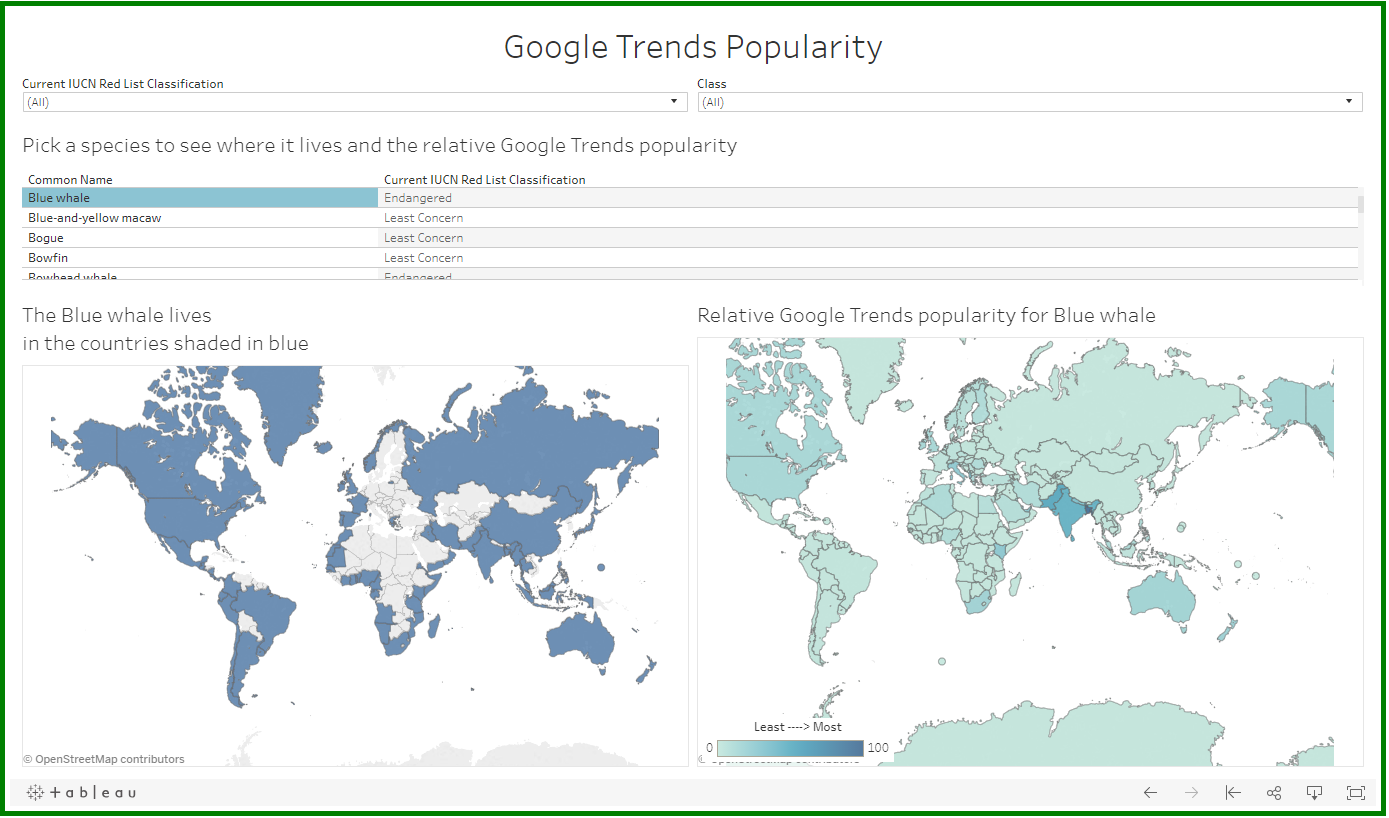 Google Trends Popularity
Current IUCN Red List Classification
(All)
Class
(All)
Pick a species to see where it lives and the relative Google Trends popularity
Common Name Current IUCN Red List Classification
Blue whale Endangered
Blue-and-yellow macaw Least Concern
Bogue Least Concern
Bowfin Least Concern
Bowhead whale Endangered
The Blue whale lives
in the countries shaded in blue
© OpenStreetMap contributors
Relative Google Trends popularity for Blue whale
Least ----> Most
0 100
© OpenStreetMap contributors
+ a b | e a u